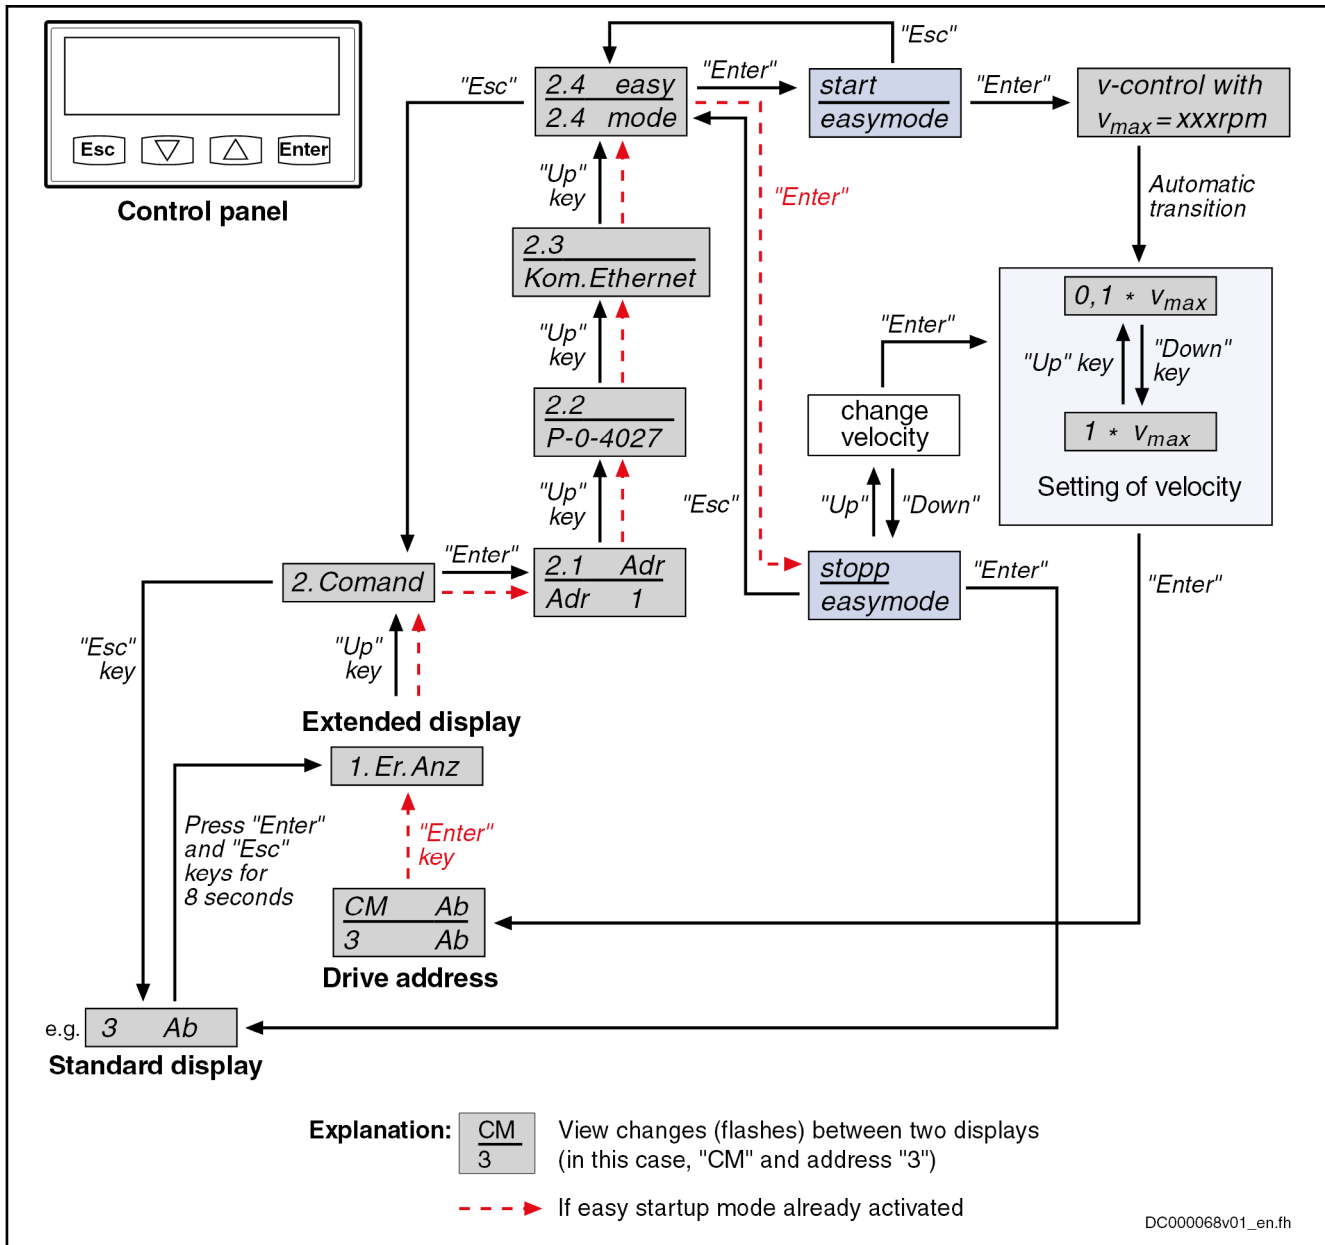 Esc
Enter
Control panel
"Esc"
"Esc"
2.4 easy
2.4 mode
"Enter"
start
easymode
"Enter"
v-control with
vmax = xxxrpm
"Up"
key
"Enter"
Automatic
transition
2.3
Kom.Ethernet
0,1 * vmax
"Up" key
"Down"
key
1 * vmax
Setting of velocity
"Enter"
"Up"
key
change
velocity
2.2
P-0-4027
"Up"
key
"Esc"
"Up"
"Down"
2. Comand
"Enter"
2.1 Adr
Adr 1
stopp
easymode
"Enter"
"Enter"
"Esc"
key
"Up"
key
Extended display
1. Er. Anz
Press "Enter"
and "Esc"
keys for
8 seconds
"Enter"
key
CM Ab
3 Ab
Drive address
e.g. 3 Ab
Standard display
Explanation:
CM
3
View changes (flashes) between two displays
(in this case, "CM" and address "3")
If easy startup mode already activated
DC000068v01_en.fh